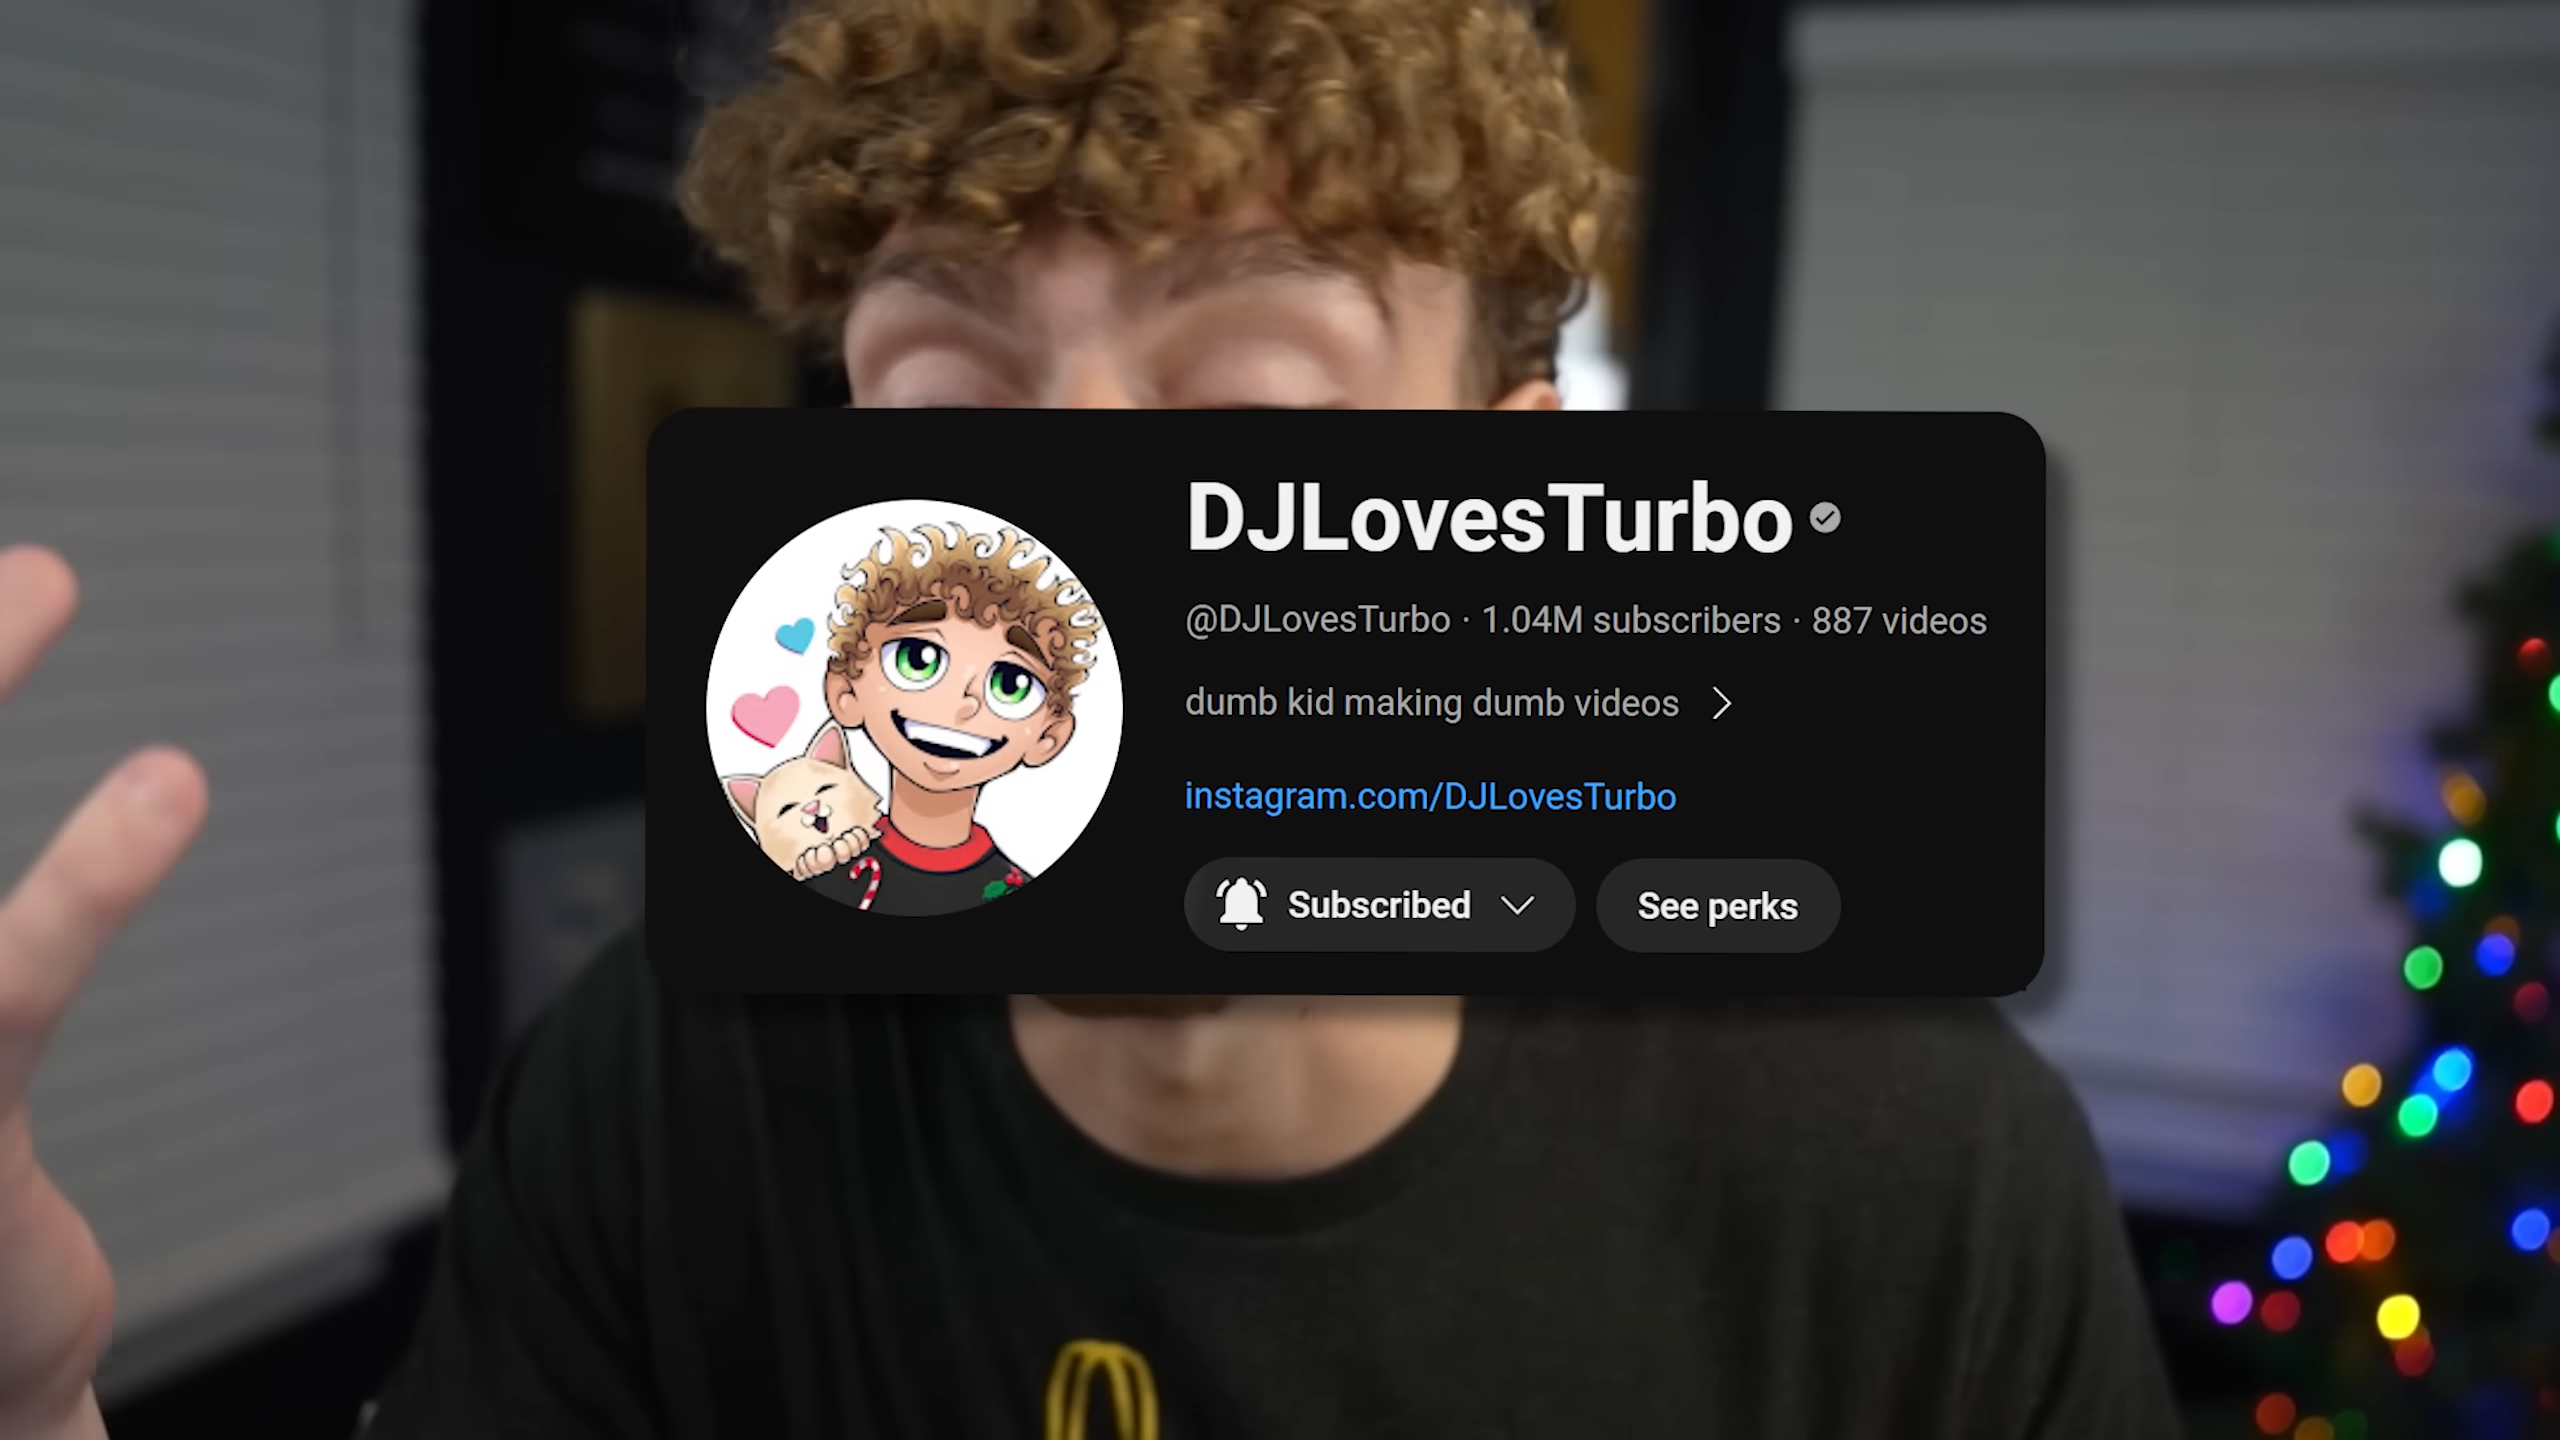 DJLovesTurbo
@DJLovesTurbo · 1.04M subscribers · 887 videos
dumb kid making dumb videos
instagram.com/DJLovesTurbo
Subscribed
See perks